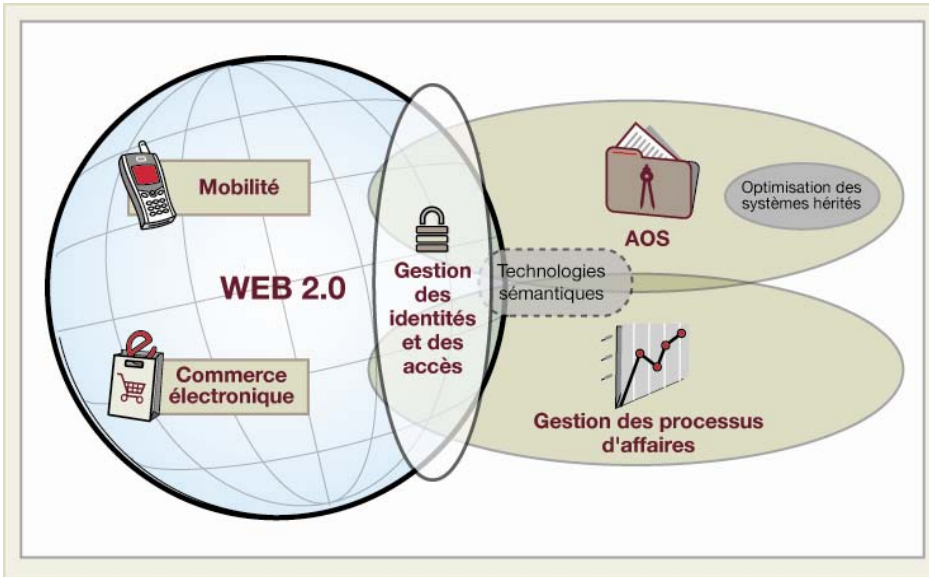 Mobilité
WEB 2.0
Commerce
électronique
Gestion
des
identités
et des
accès
Technologies
sémantiques
AOS
Optimisation des
systèmes hérités
Gestion des processus
d'affaires